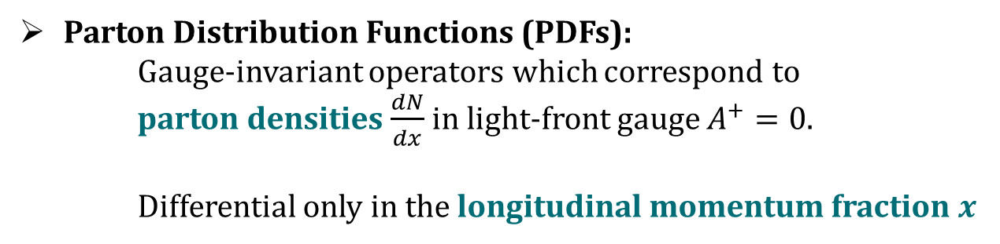 ➢ Parton Distribution Functions (PDFs):
Gauge-invariant operators which correspond to
parton densities dN/dx in light-front gauge A⁺ = 0.
Differential only in the longitudinal momentum fraction x